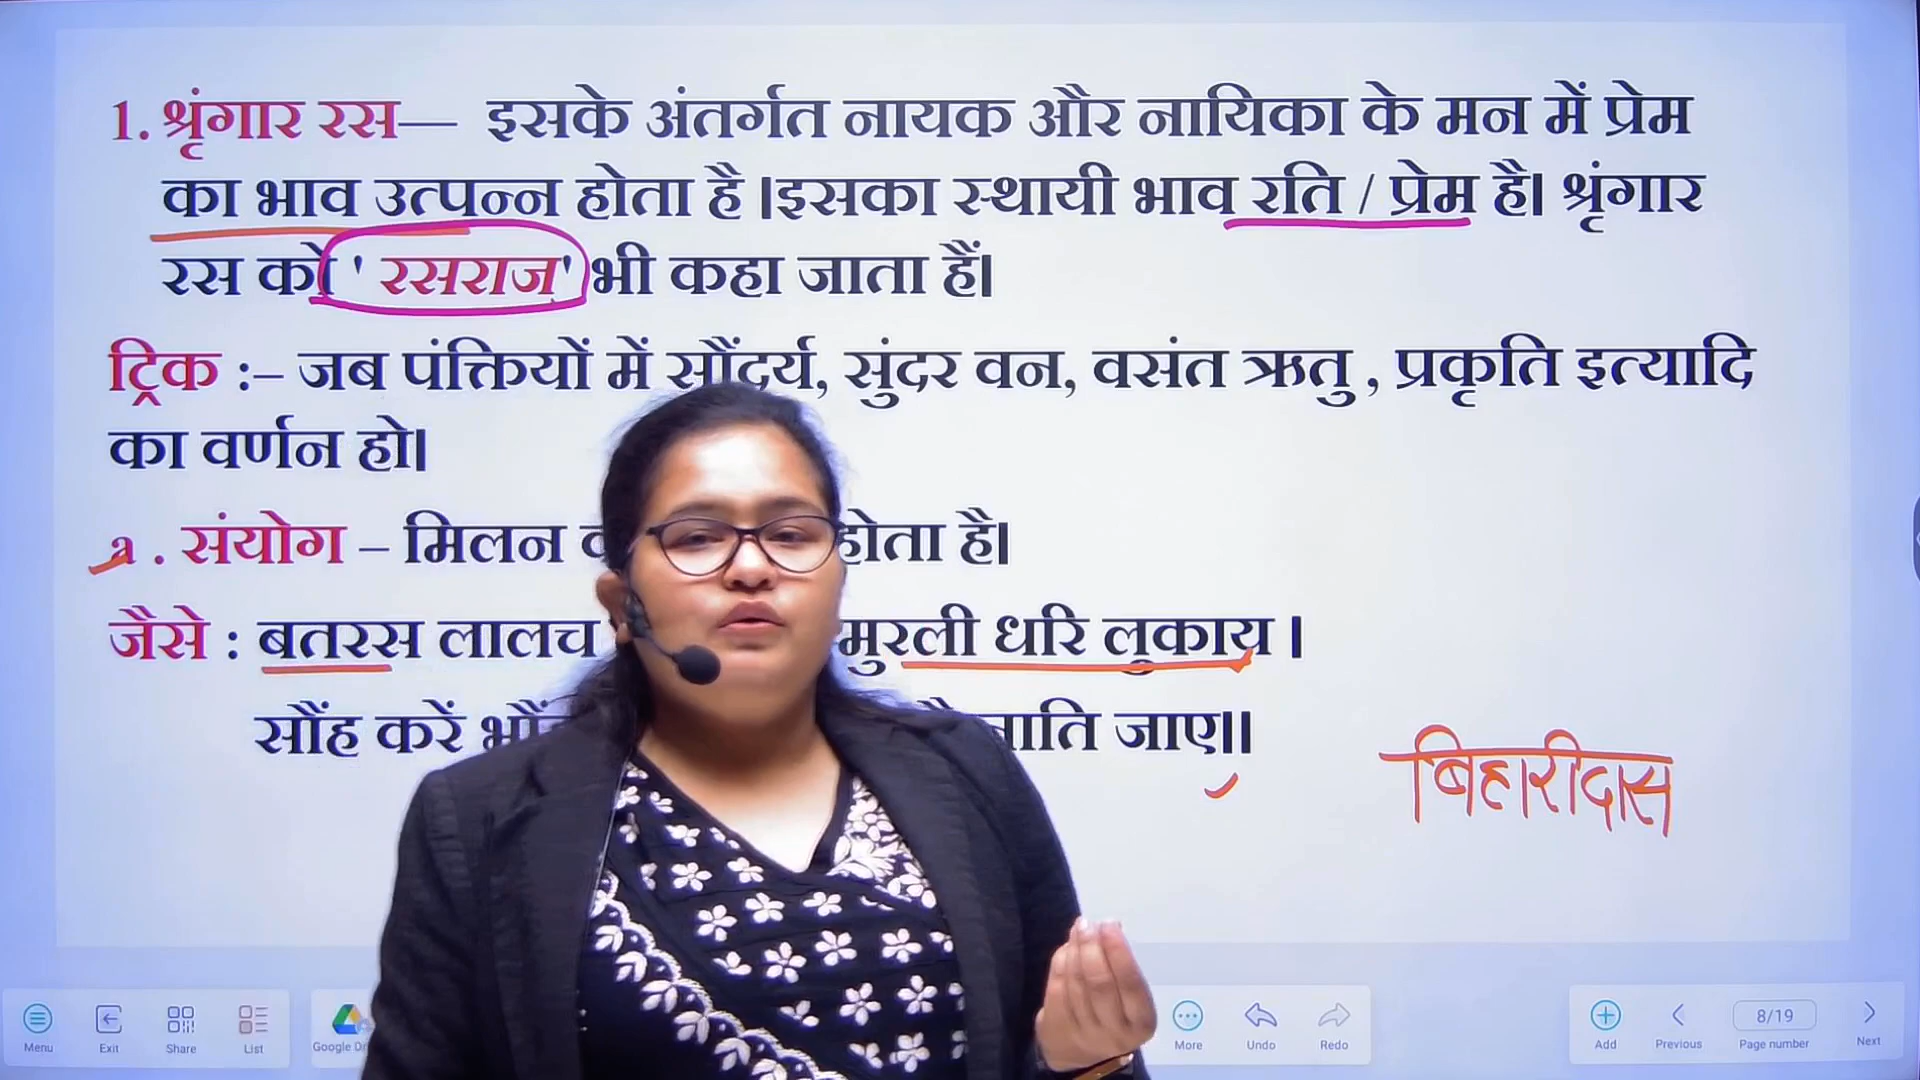 1. श्रृंगार रस— इसके अंतर्गत नायक और नायिका के मन में प्रेम
का भाव उत्पन्न होता है ।इसका स्थायी भाव रति / प्रेम है। श्रृंगार
रस को ' रसराज' भी कहा जाता हैं।
ट्रिक :– जब पंक्तियों में सौंदर्य, सुंदर वन, वसंत ऋतु , प्रकृति इत्यादि
का वर्णन हो।
a . संयोग – मिलन होता है।
जैसे : बतरस लालच मुरली धरि लुकाय ।
सौंह करें जाए।।
बिहारीदास
Menu Exit Share List Google More Undo Redo Add Previous 8/19 Page number Next